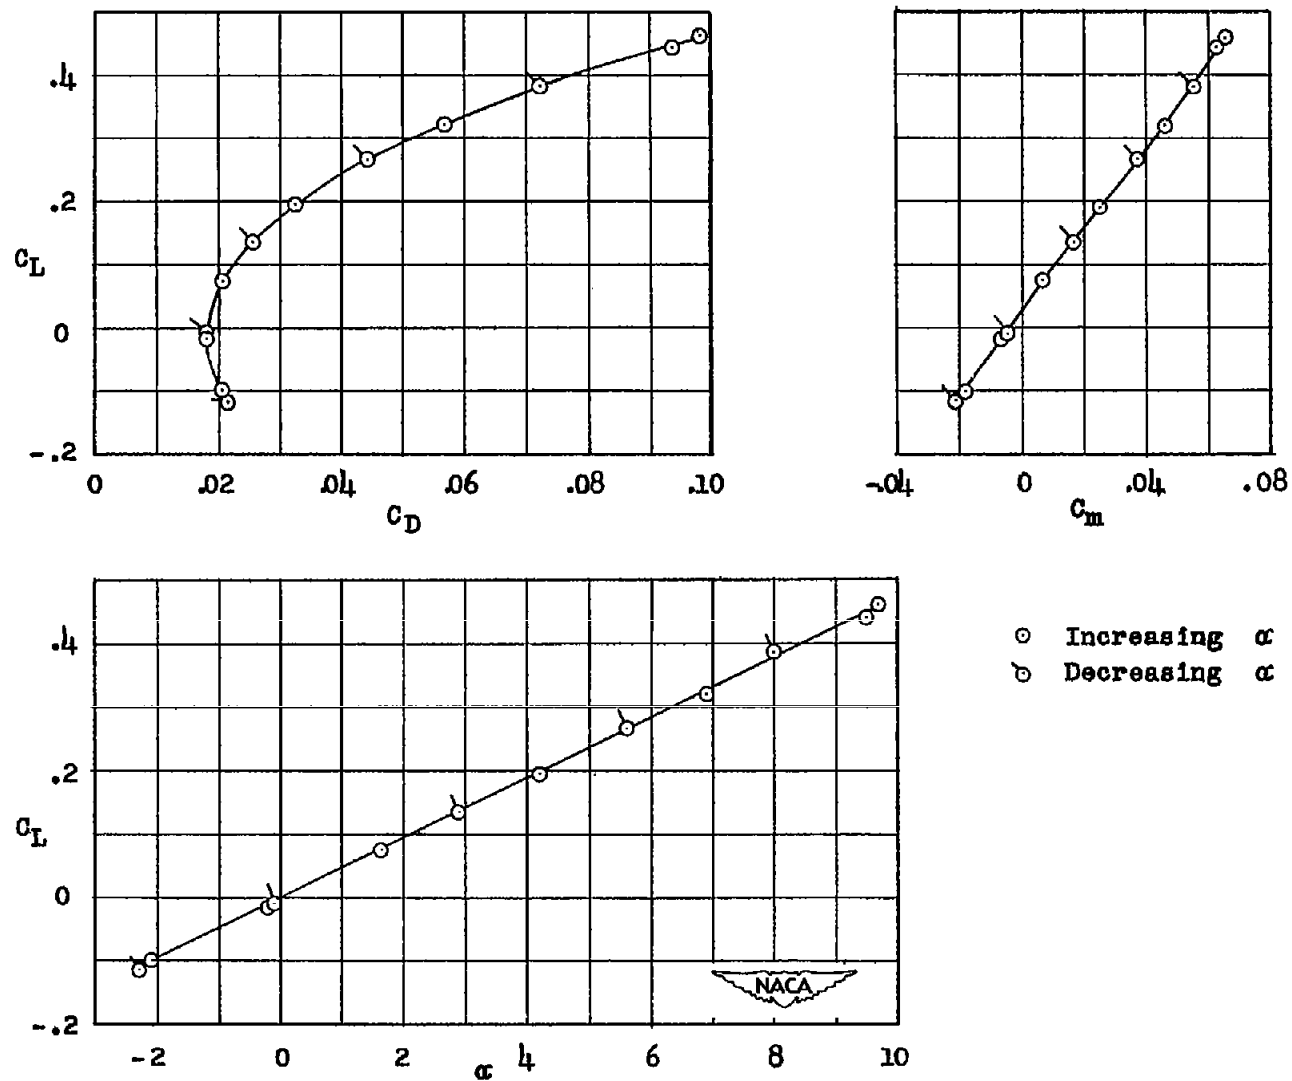 .4
.2
C_L
0
-.2
0 .02 .04 .06 .08 .10
C_D
-.04 0 .04 .08
C_m
.4
.2
C_L
0
-.2
-2 0 2 4 6 8 10
α
Increasing α
Decreasing α
NACA